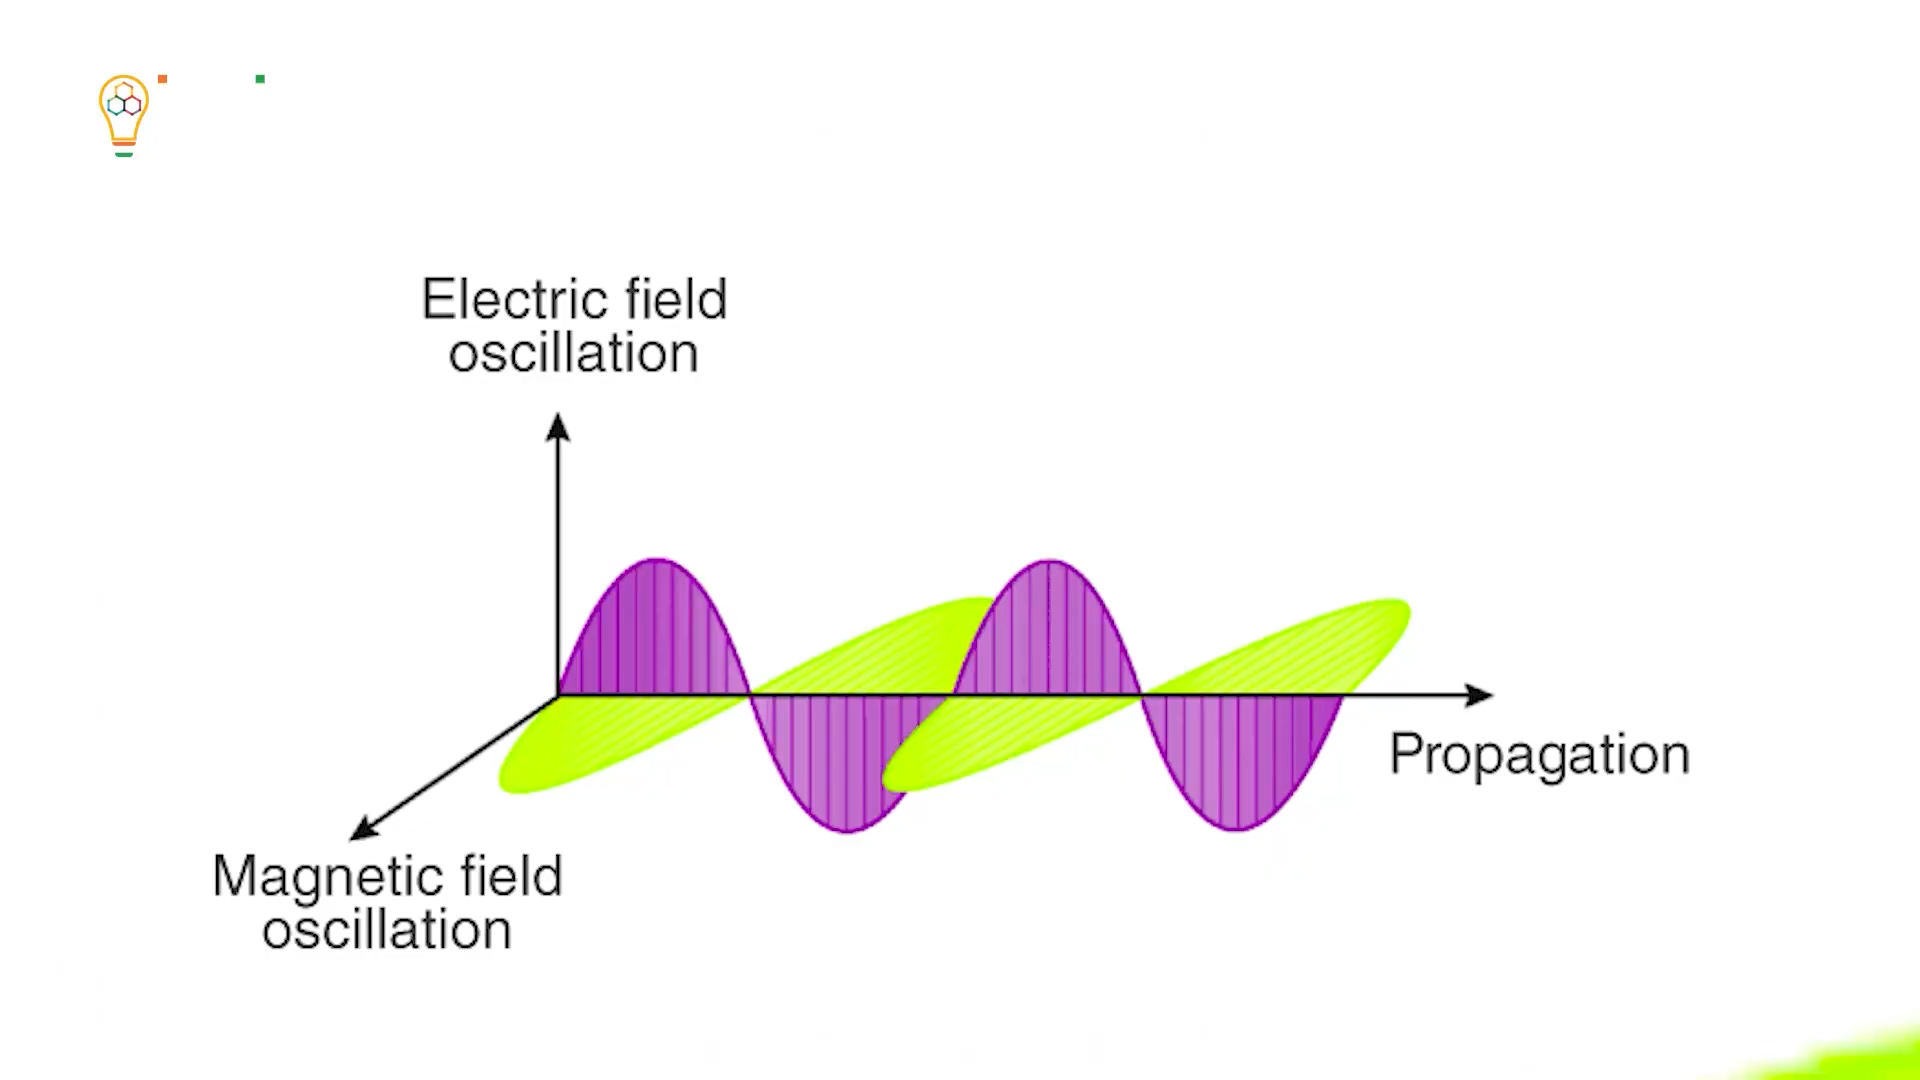 Electric field
oscillation
Propagation
Magnetic field
oscillation